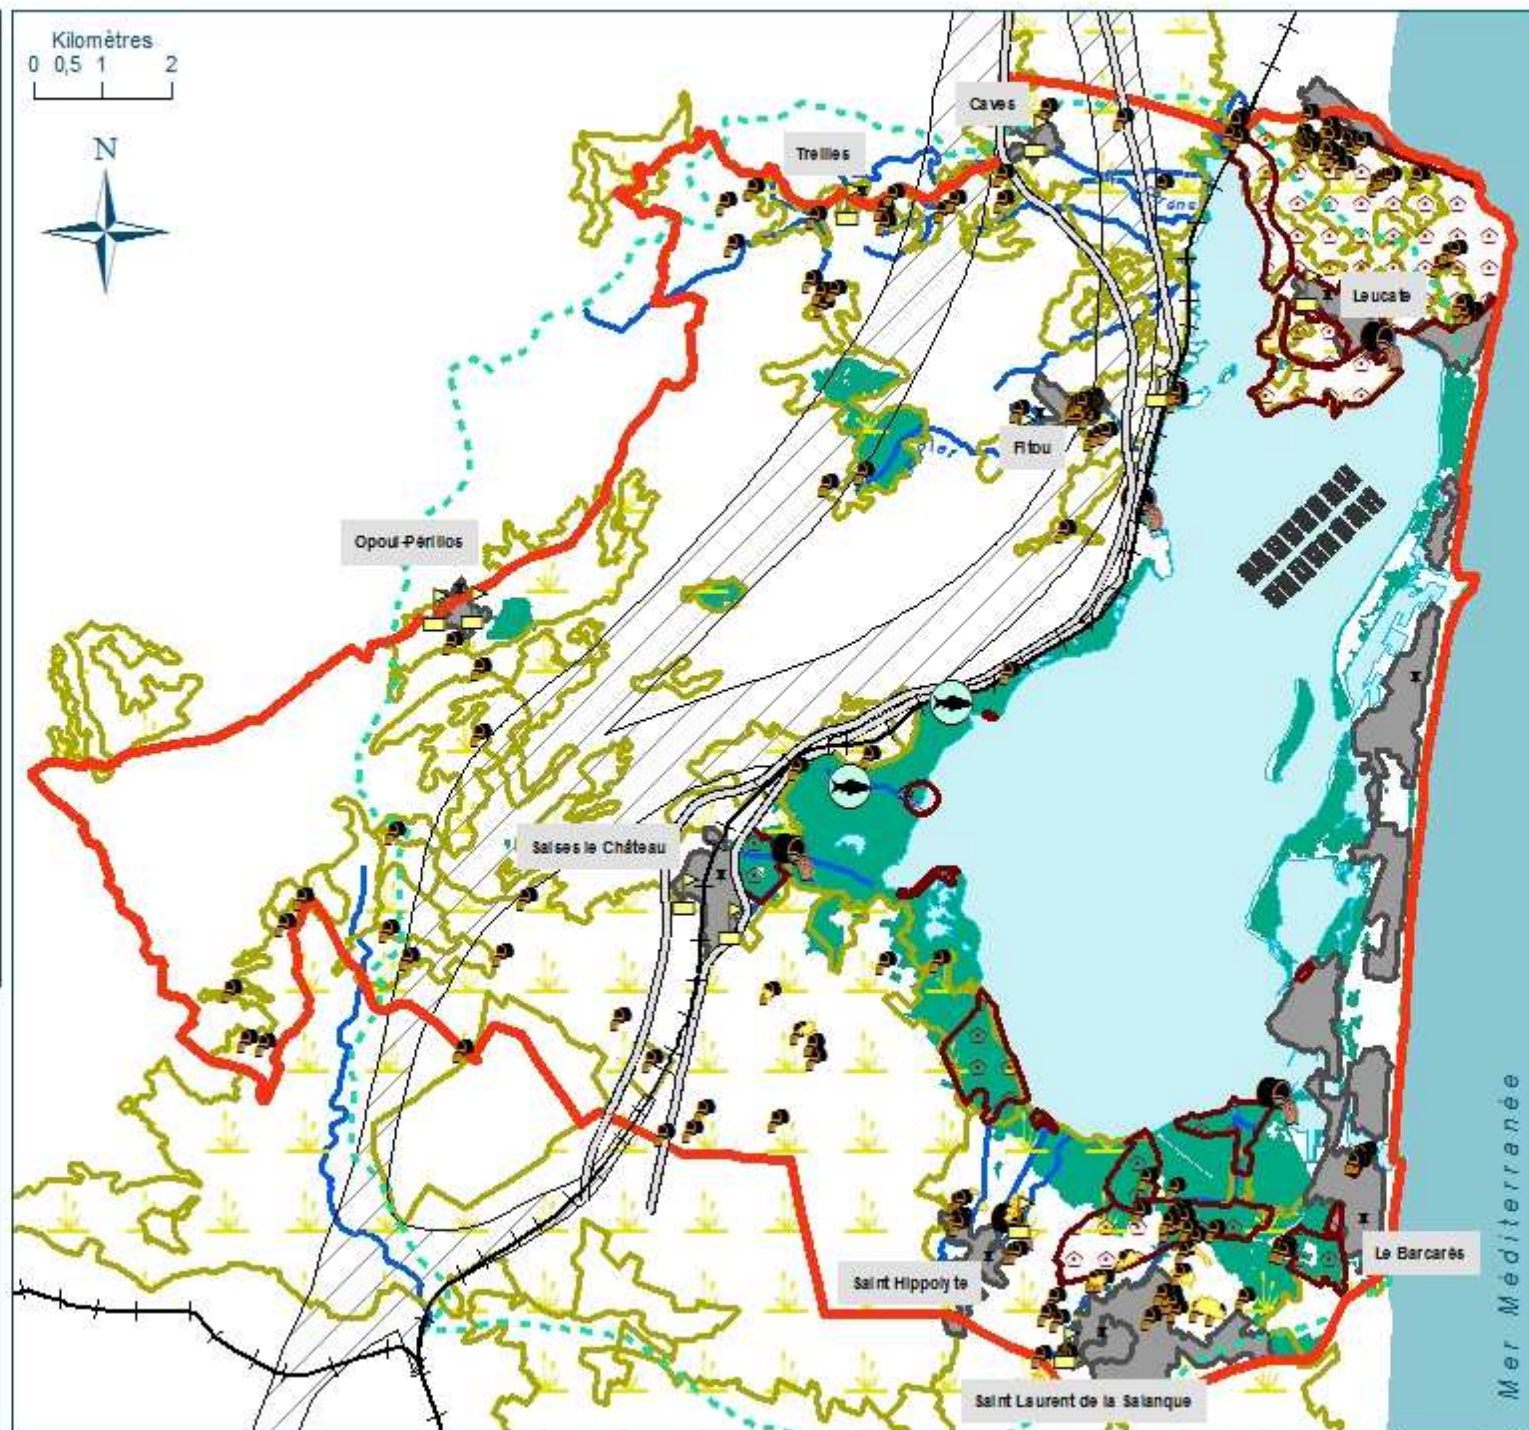 Kilomètres
0 0,5 1 2
N
Caves
Treilles
Leucate
Fitou
Opoul-Périllos
Salses le Château
Le Barcarès
Saint Hippolyte
Saint Laurent de la Salanque
Mer Méditerranée